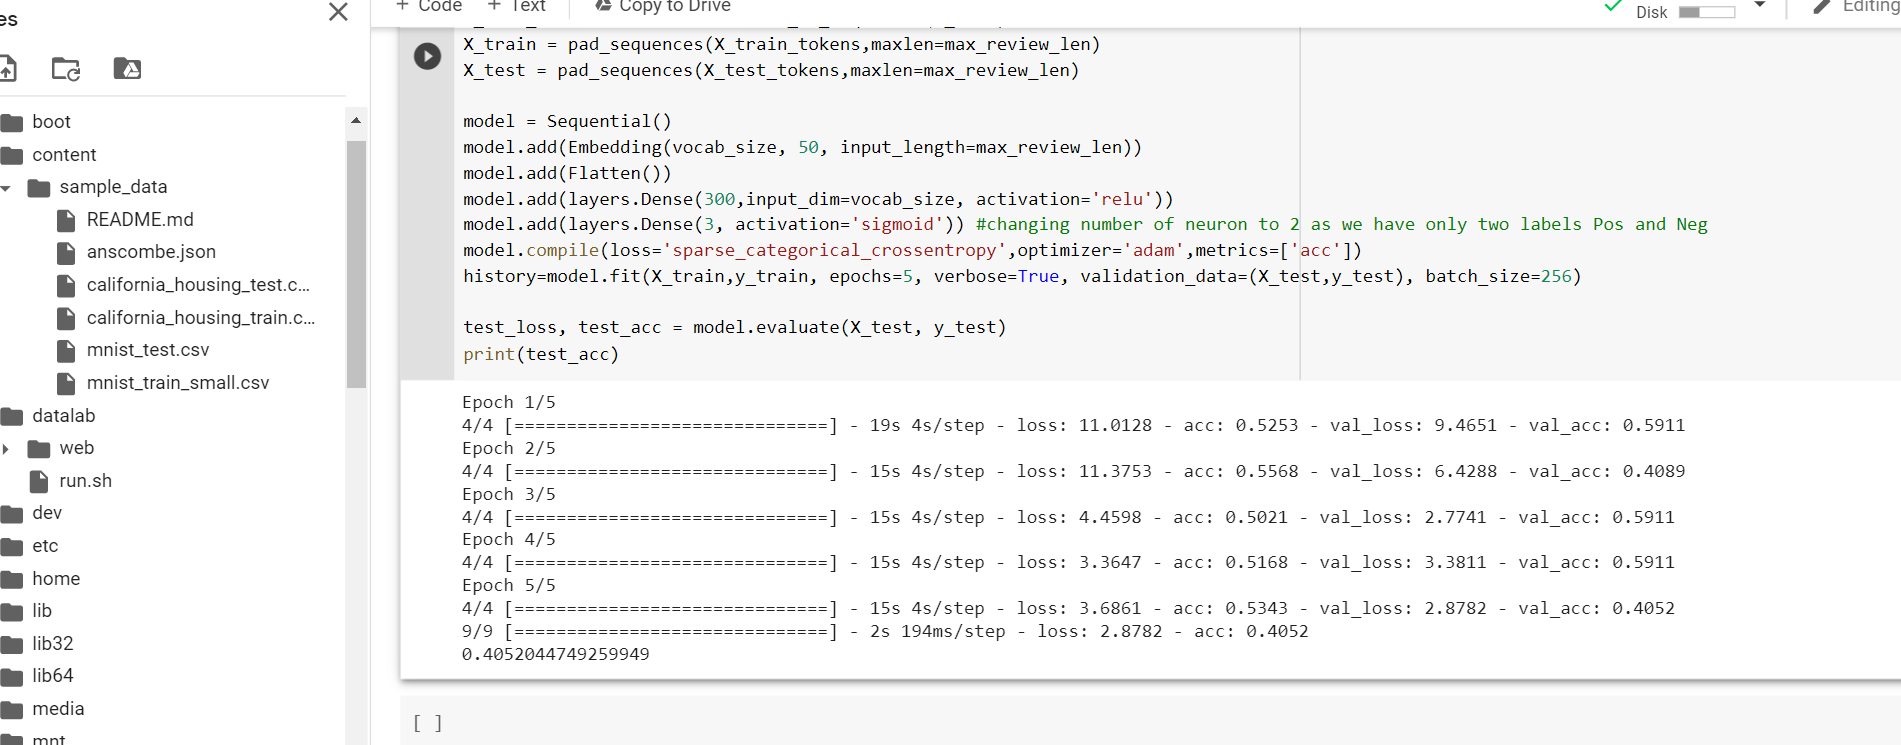 es
+ Code + Text Copy to Drive
Disk
Editing
boot
content
sample_data
README.md
anscombe.json
california_housing_test.c...
california_housing_train.c...
mnist_test.csv
mnist_train_small.csv
datalab
web
run.sh
dev
etc
home
lib
lib32
lib64
media
mnt
X_train = pad_sequences(X_train_tokens,maxlen=max_review_len)
X_test = pad_sequences(X_test_tokens,maxlen=max_review_len)
model = Sequential()
model.add(Embedding(vocab_size, 50, input_length=max_review_len))
model.add(Flatten())
model.add(layers.Dense(300,input_dim=vocab_size, activation='relu'))
model.add(layers.Dense(3, activation='sigmoid')) #changing number of neuron to 2 as we have only two labels Pos and Neg
model.compile(loss='sparse_categorical_crossentropy',optimizer='adam',metrics=['acc'])
history=model.fit(X_train,y_train, epochs=5, verbose=True, validation_data=(X_test,y_test), batch_size=256)
test_loss, test_acc = model.evaluate(X_test, y_test)
print(test_acc)
Epoch 1/5
4/4 [==============================] - 19s 4s/step - loss: 11.0128 - acc: 0.5253 - val_loss: 9.4651 - val_acc: 0.5911
Epoch 2/5
4/4 [==============================] - 15s 4s/step - loss: 11.3753 - acc: 0.5568 - val_loss: 6.4288 - val_acc: 0.4089
Epoch 3/5
4/4 [==============================] - 15s 4s/step - loss: 4.4598 - acc: 0.5021 - val_loss: 2.7741 - val_acc: 0.5911
Epoch 4/5
4/4 [==============================] - 15s 4s/step - loss: 3.3647 - acc: 0.5168 - val_loss: 3.3811 - val_acc: 0.5911
Epoch 5/5
4/4 [==============================] - 15s 4s/step - loss: 3.6861 - acc: 0.5343 - val_loss: 2.8782 - val_acc: 0.4052
9/9 [==============================] - 2s 194ms/step - loss: 2.8782 - acc: 0.4052
0.4052044749259949
[ ]